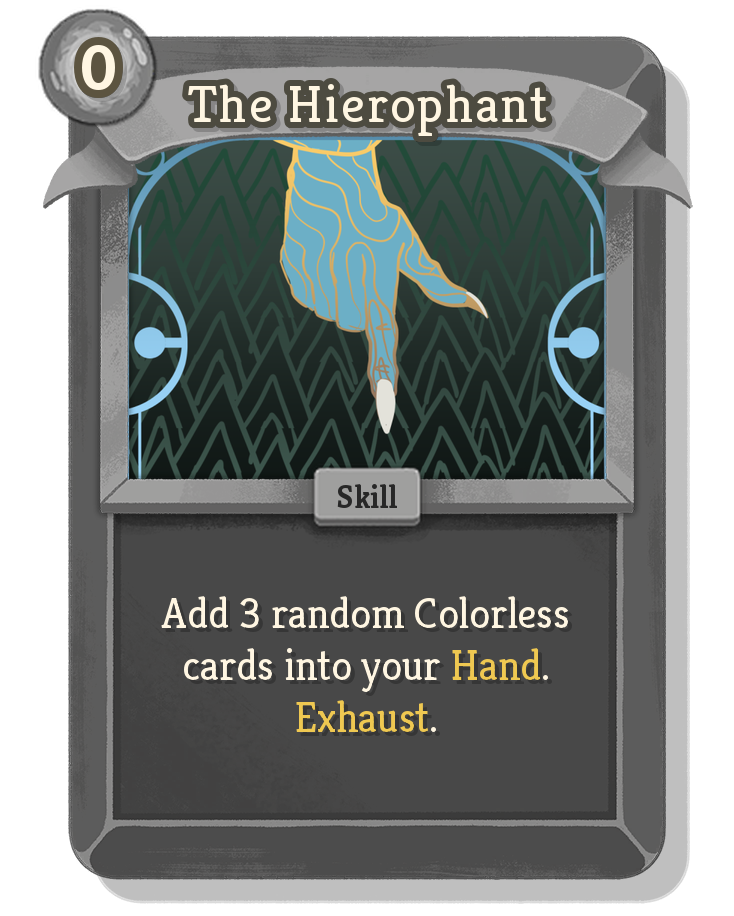 0
The Hierophant
Skill
Add 3 random Colorless
cards into your Hand.
Exhaust.